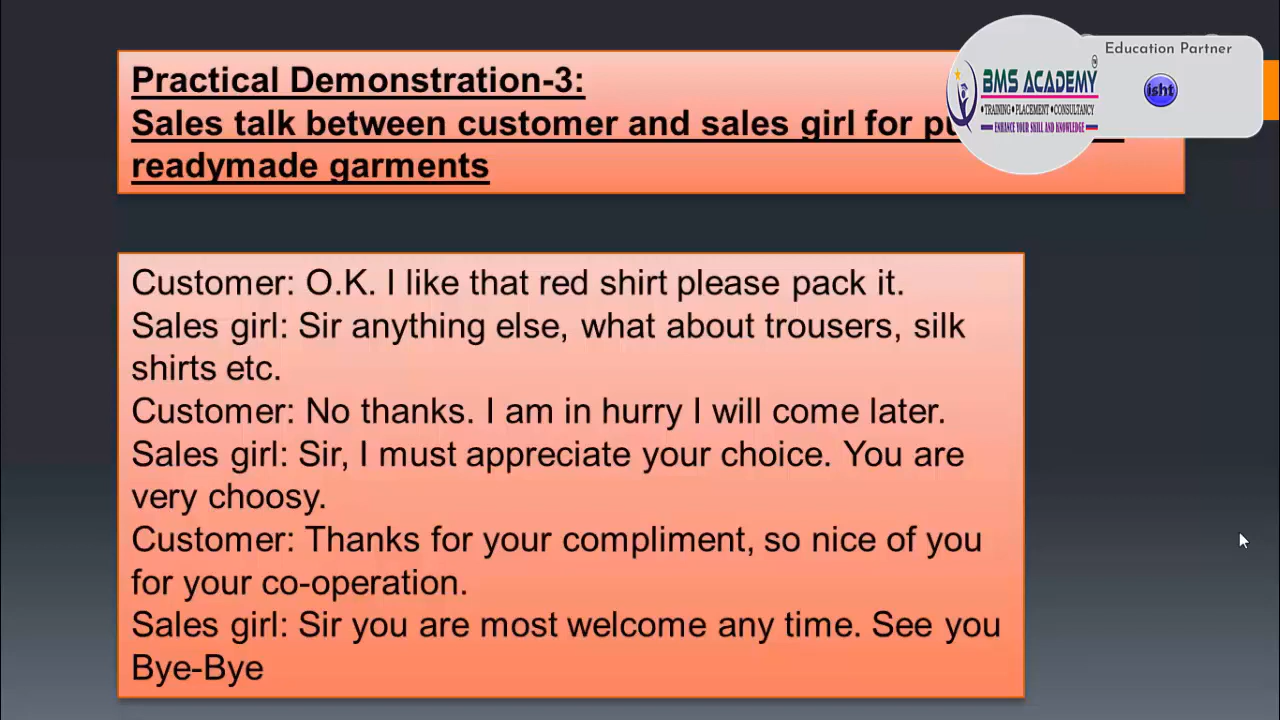 Practical Demonstration-3:
Sales talk between customer and sales girl for
readymade garments
Education Partner
BMS ACADEMY
®
•TRAINING •PLACEMENT •CONSULTANCY
ENHANCE YOUR SKILL AND KNOWLEDGE
isht
Customer: O.K. I like that red shirt please pack it.
Sales girl: Sir anything else, what about trousers, silk
shirts etc.
Customer: No thanks. I am in hurry I will come later.
Sales girl: Sir, I must appreciate your choice. You are
very choosy.
Customer: Thanks for your compliment, so nice of you
for your co-operation.
Sales girl: Sir you are most welcome any time. See you
Bye-Bye